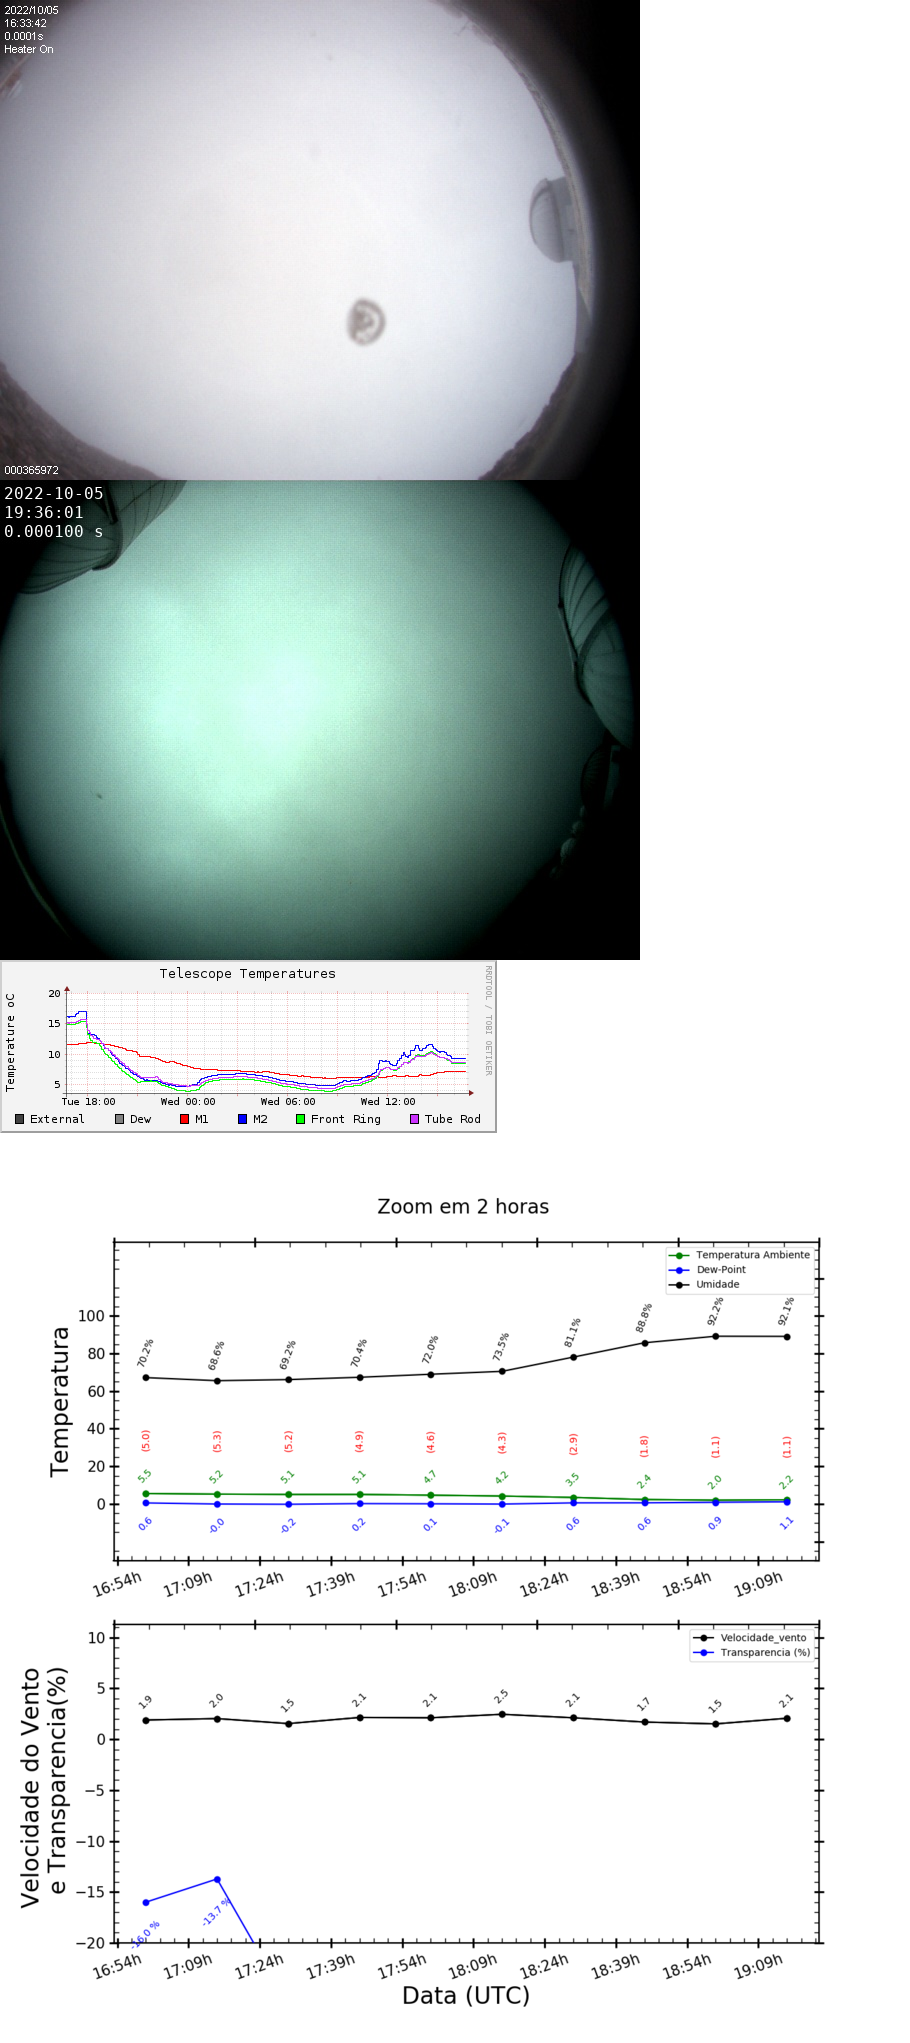 2022/10/05
16:33:42
0.0001s
Heater On
000365972
2022-10-05
19:36:01
0.000100 s
Telescope Temperatures
RRDTOOL / TOBI OETIKER
Temperature oC
20
15
10
5
Tue 18:00 Wed 00:00 Wed 06:00 Wed 12:00
External Dew M1 M2 Front Ring Tube Rod
Zoom em 2 horas
Temperatura
Temperatura Ambiente
Dew-Point
Umidade
100
80
60
40
20
0
70.2% 68.6% 69.2% 70.4% 72.0% 73.5% 81.1% 88.8% 92.2% 92.1%
(5.0) (5.3) (5.2) (4.9) (4.6) (4.3) (2.9) (1.8) (1.1) (1.1)
5.5 5.2 5.1 5.1 4.7 4.2 3.5 2.4 2.0 2.2
0.6 -0.0 -0.2 0.2 0.1 -0.1 0.6 0.6 0.9 1.1
16:54h 17:09h 17:24h 17:39h 17:54h 18:09h 18:24h 18:39h 18:54h 19:09h
Velocidade do Vento
e Transparencia(%)
Velocidade_vento
Transparencia (%)
10
5
0
−5
−10
−15
−20
1.9 2.0 1.5 2.1 2.1 2.5 2.1 1.7 1.5 2.1
-16.0 % -13.7 %
16:54h 17:09h 17:24h 17:39h 17:54h 18:09h 18:24h 18:39h 18:54h 19:09h
Data (UTC)